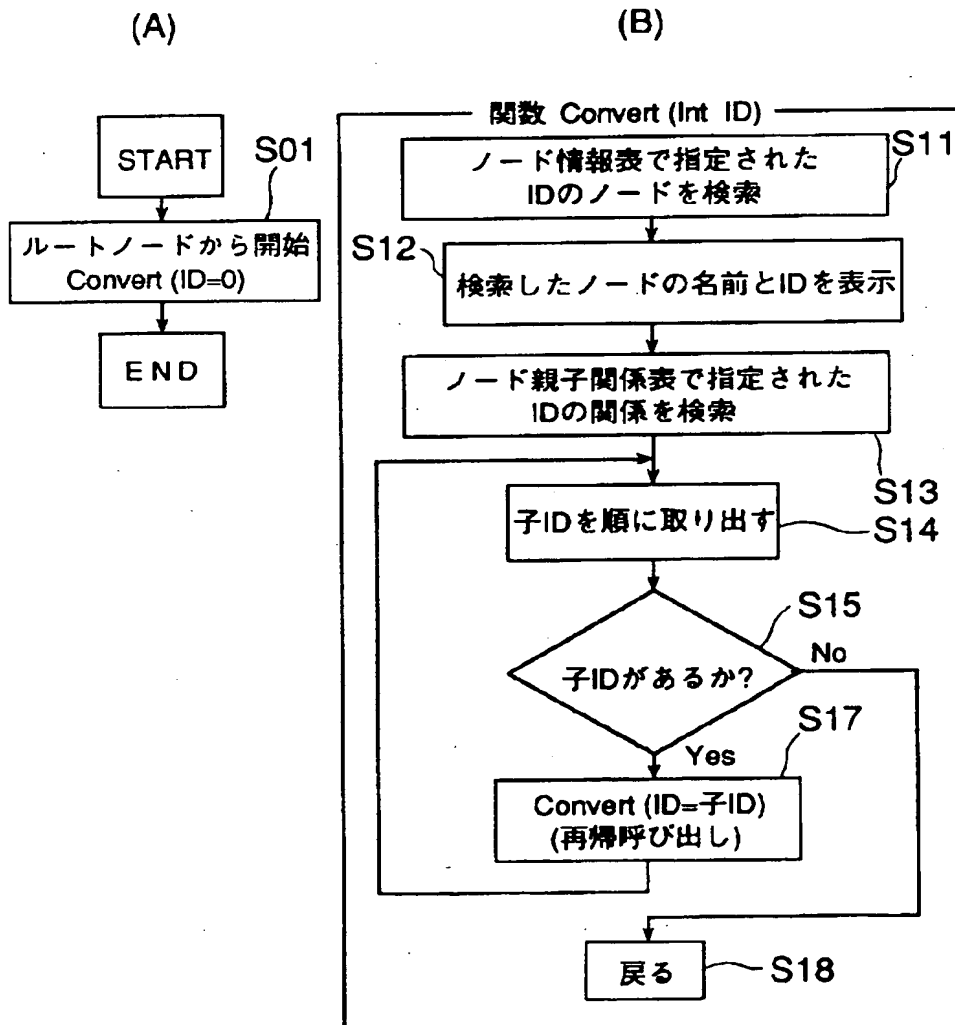 (A)
START
S01
ルートノードから開始
Convert (ID=0)
END
(B)
関数 Convert (Int ID)
S11
ノード情報表で指定された
IDのノードを検索
S12
検索したノードの名前とIDを表示
ノード親子関係表で指定された
IDの関係を検索
S13
子IDを順に取り出す
S14
S15
子IDがあるか?
No
Yes
S17
Convert (ID=子ID)
(再帰呼び出し)
戻る
S18